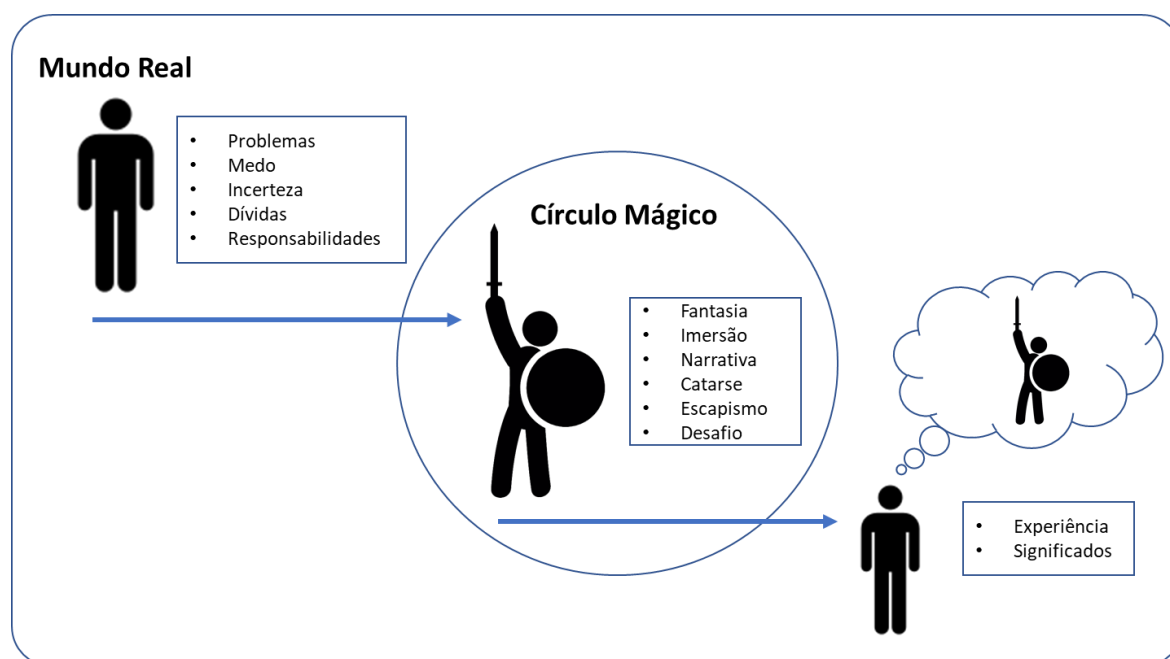 Mundo Real
• Problemas
• Medo
• Incerteza
• Dívidas
• Responsabilidades
Círculo Mágico
• Fantasia
• Imersão
• Narrativa
• Catarse
• Escapismo
• Desafio
• Experiência
• Significados